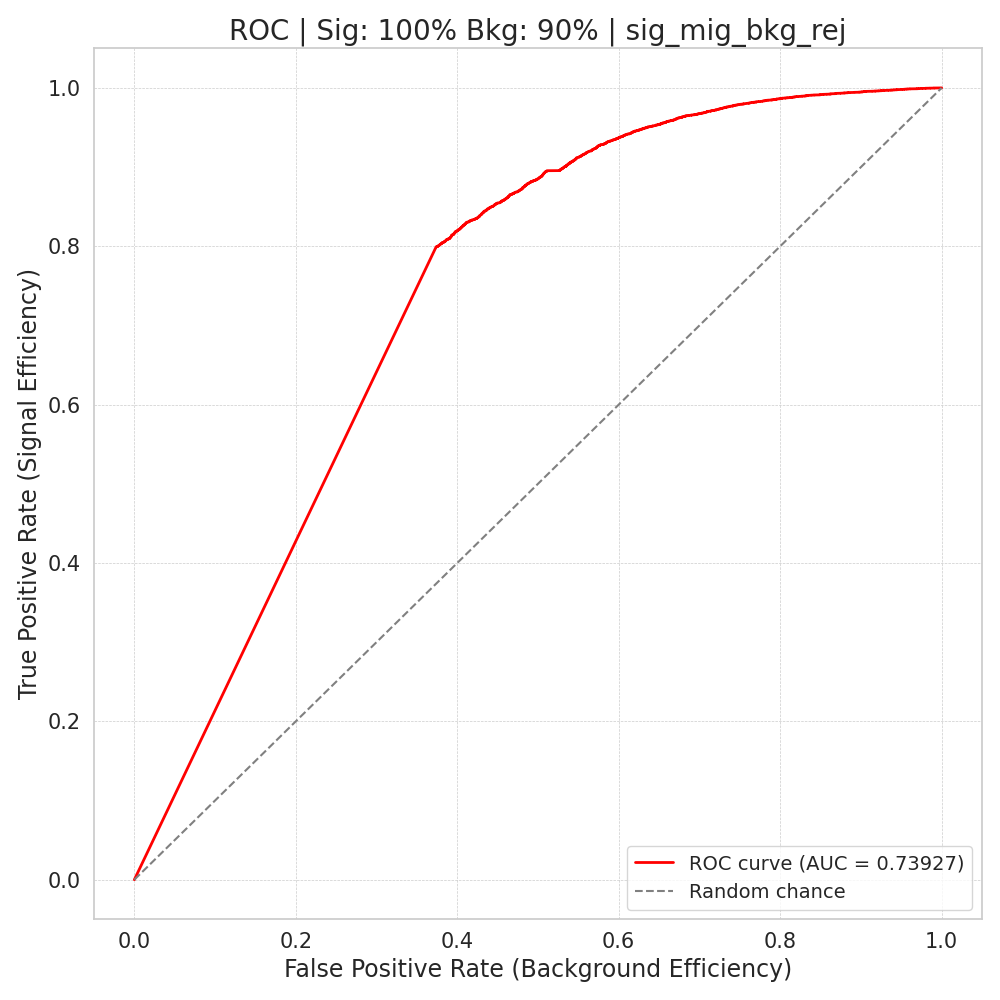 ROC | Sig: 100% Bkg: 90% | sig_mig_bkg_rej
True Positive Rate (Signal Efficiency)
1.0
0.8
0.6
0.4
0.2
0.0
0.0 0.2 0.4 0.6 0.8 1.0
False Positive Rate (Background Efficiency)
ROC curve (AUC = 0.73927)
Random chance